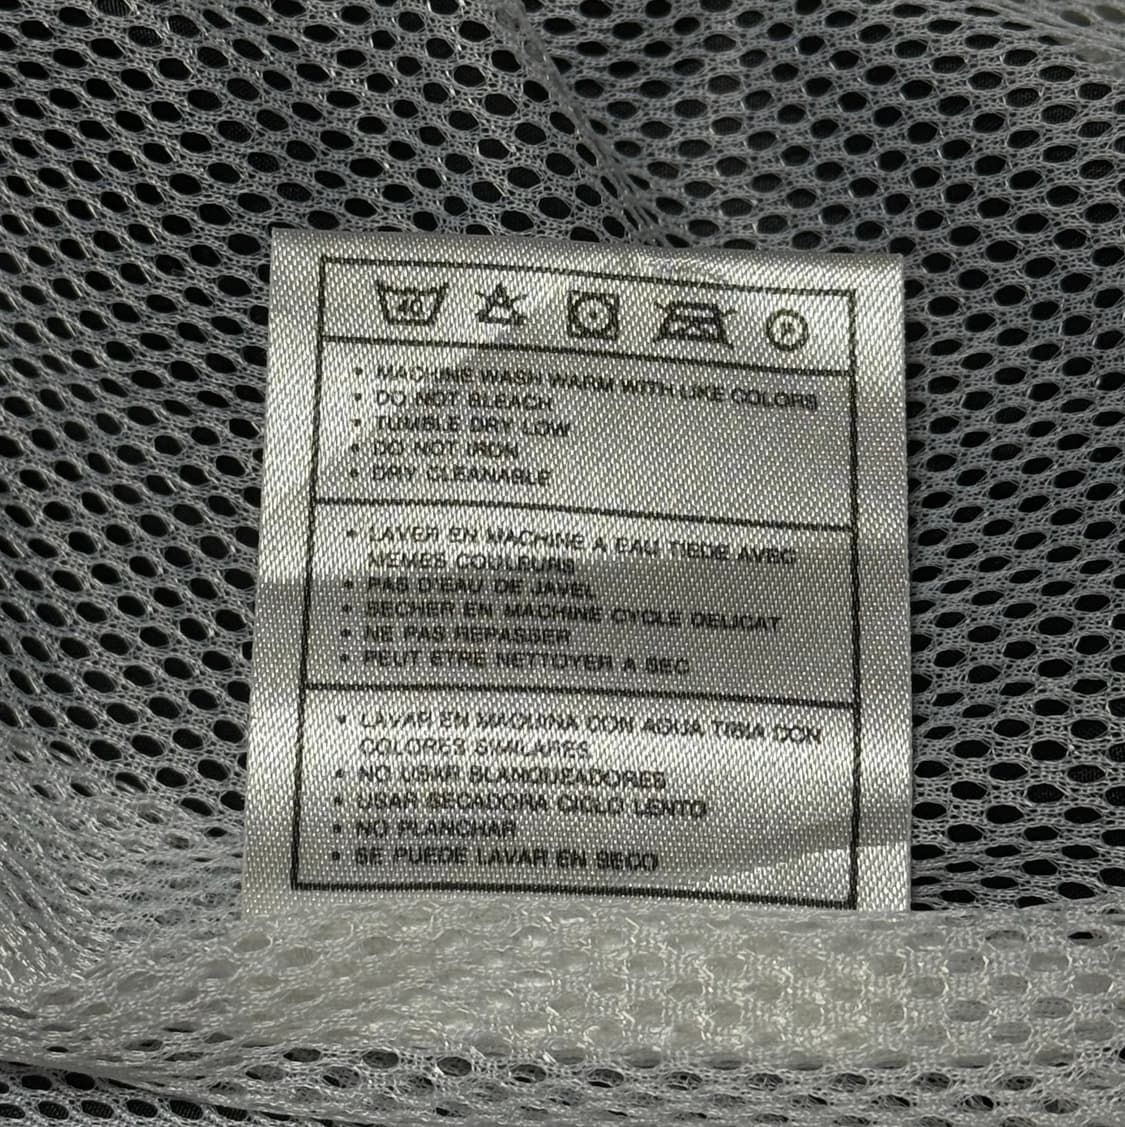 40 P
• MACHINE WASH WARM WITH LIKE COLORS
• DO NOT BLEACH
• TUMBLE DRY LOW
• DO NOT IRON
• DRY CLEANABLE
• LAVER EN MACHINE A EAU TIEDE AVEC
MEMES COULEURS
• PAS D'EAU DE JAVEL
• SECHER EN MACHINE CYCLE DELICAT
• NE PAS REPASSER
• PEUT ETRE NETTOYER A SEC
• LAVAR EN MAQUINA CON AGUA TIBIA CON
COLORES SIMILARES
• NO USAR BLANQUEADORES
• USAR SECADORA CICLO LENTO
• NO PLANCHAR
• SE PUEDE LAVAR EN SECO